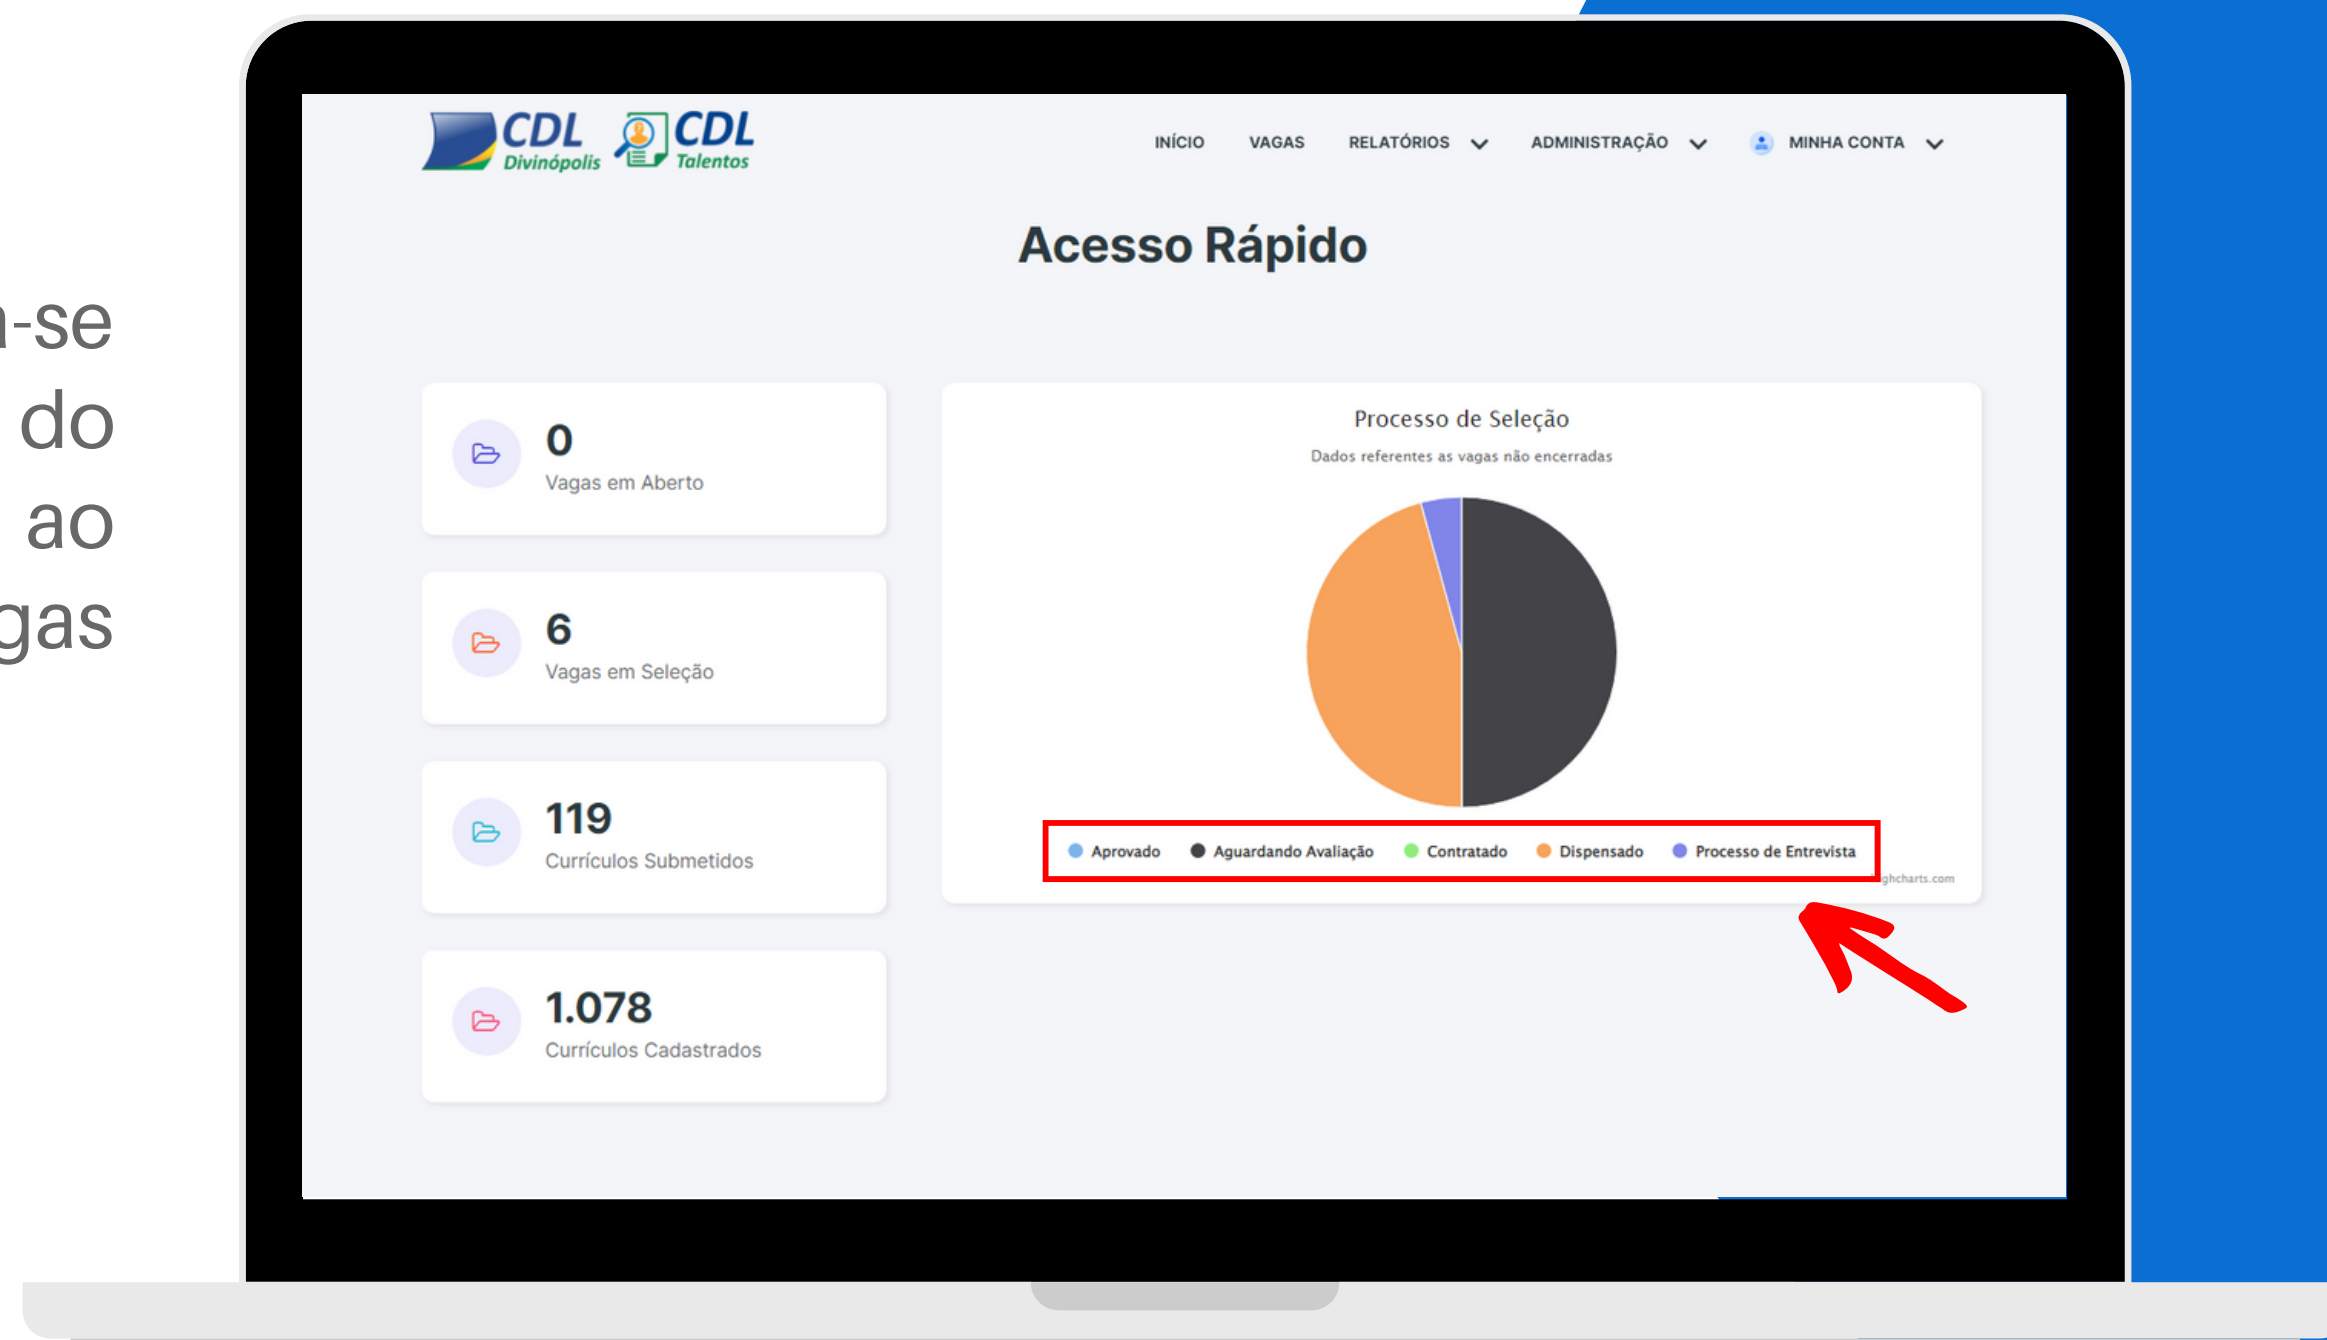 -se
do
ao
gas
CDL
Divinópolis
CDL
Talentos
INÍCIO VAGAS RELATÓRIOS ADMINISTRAÇÃO MINHA CONTA
Acesso Rápido
0
Vagas em Aberto
6
Vagas em Seleção
119
Currículos Submetidos
1.078
Currículos Cadastrados
Processo de Seleção
Dados referentes as vagas não encerradas
Aprovado Aguardando Avaliação Contratado Dispensado Processo de Entrevista
ghcharts.com